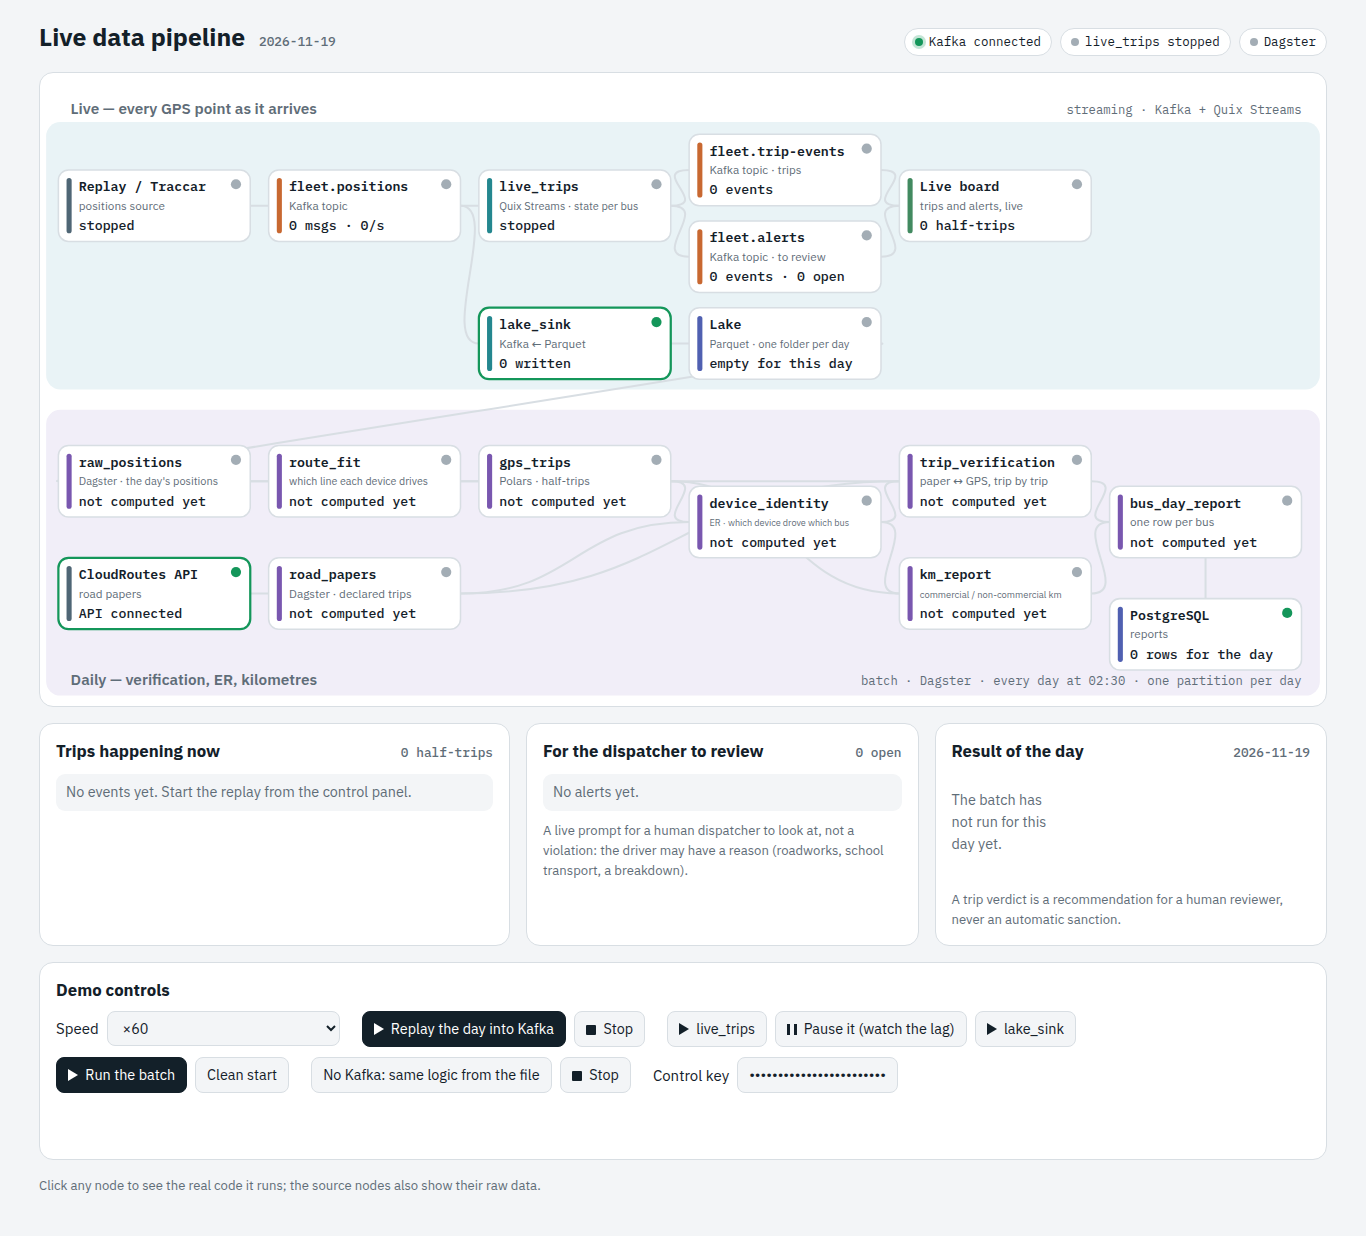 Live data pipeline 2026-11-19
Kafka connected
live_trips stopped
Dagster
Live — every GPS point as it arrives
streaming · Kafka + Quix Streams
Replay / Traccar
positions source
stopped
fleet.positions
Kafka topic
0 msgs · 0/s
live_trips
Quix Streams · state per bus
stopped
fleet.trip-events
Kafka topic · trips
0 events
fleet.alerts
Kafka topic · to review
0 events · 0 open
Live board
trips and alerts, live
0 half-trips
lake_sink
Kafka ← Parquet
0 written
Lake
Parquet · one folder per day
empty for this day
raw_positions
Dagster · the day's positions
not computed yet
route_fit
which line each device drives
not computed yet
gps_trips
Polars · half-trips
not computed yet
device_identity
ER · which device drove which bus
not computed yet
trip_verification
paper ↔ GPS, trip by trip
not computed yet
bus_day_report
one row per bus
not computed yet
CloudRoutes API
road papers
API connected
road_papers
Dagster · declared trips
not computed yet
km_report
commercial / non-commercial km
not computed yet
PostgreSQL
reports
0 rows for the day
Daily — verification, ER, kilometres
batch · Dagster · every day at 02:30 · one partition per day
Trips happening now
0 half-trips
No events yet. Start the replay from the control panel.
For the dispatcher to review
0 open
No alerts yet.
A live prompt for a human dispatcher to look at, not a
violation: the driver may have a reason (roadworks, school
transport, a breakdown).
Result of the day
2026-11-19
The batch has
not run for this
day yet.
A trip verdict is a recommendation for a human reviewer,
never an automatic sanction.
Demo controls
Speed ×60
Replay the day into Kafka
Stop
live_trips
Pause it (watch the lag)
lake_sink
Run the batch
Clean start
No Kafka: same logic from the file
Stop
Control key ••••••••••••••••••••••••
Click any node to see the real code it runs; the source nodes also show their raw data.